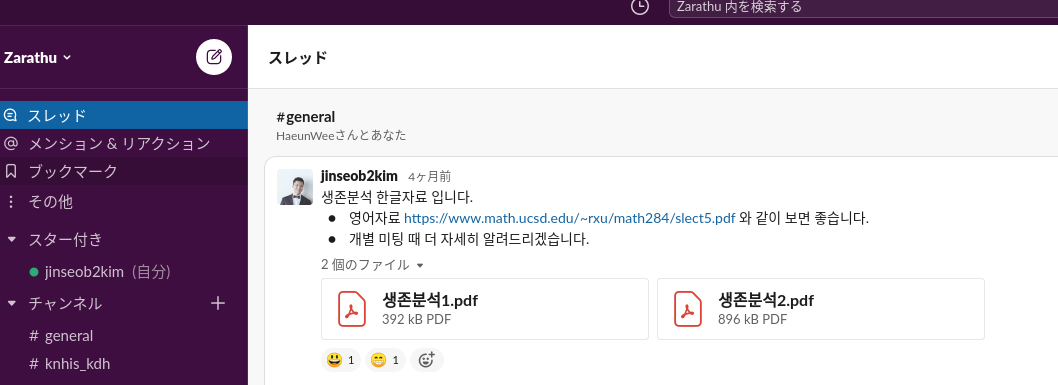 Zarathu 内を検索する
Zarathu
スレッド
メンション & リアクション
ブックマーク
その他
スター付き
jinseob2kim (自分)
チャンネル
# general
# knhis_kdh
スレッド
#general
HaeunWeeさんとあなた
jinseob2kim 4ヶ月前
생존분석 한글자료 입니다.
● 영어자료 https://www.math.ucsd.edu/~rxu/math284/slect5.pdf 와 같이 보면 좋습니다.
● 개별 미팅 때 더 자세히 알려드리겠습니다.
2 個のファイル
생존분석1.pdf
392 kB PDF
생존분석2.pdf
896 kB PDF
1
1